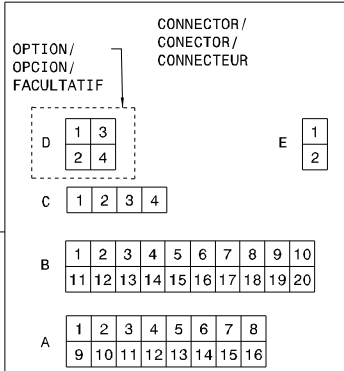 CONNECTOR/
CONECTOR/
CONNECTEUR
OPTION/
OPCION/
FACULTATIF
D
1 3
2 4
E
1
2
C
1 2 3 4
B
1 2 3 4 5 6 7 8 9 10
11 12 13 14 15 16 17 18 19 20
A
1 2 3 4 5 6 7 8
9 10 11 12 13 14 15 16